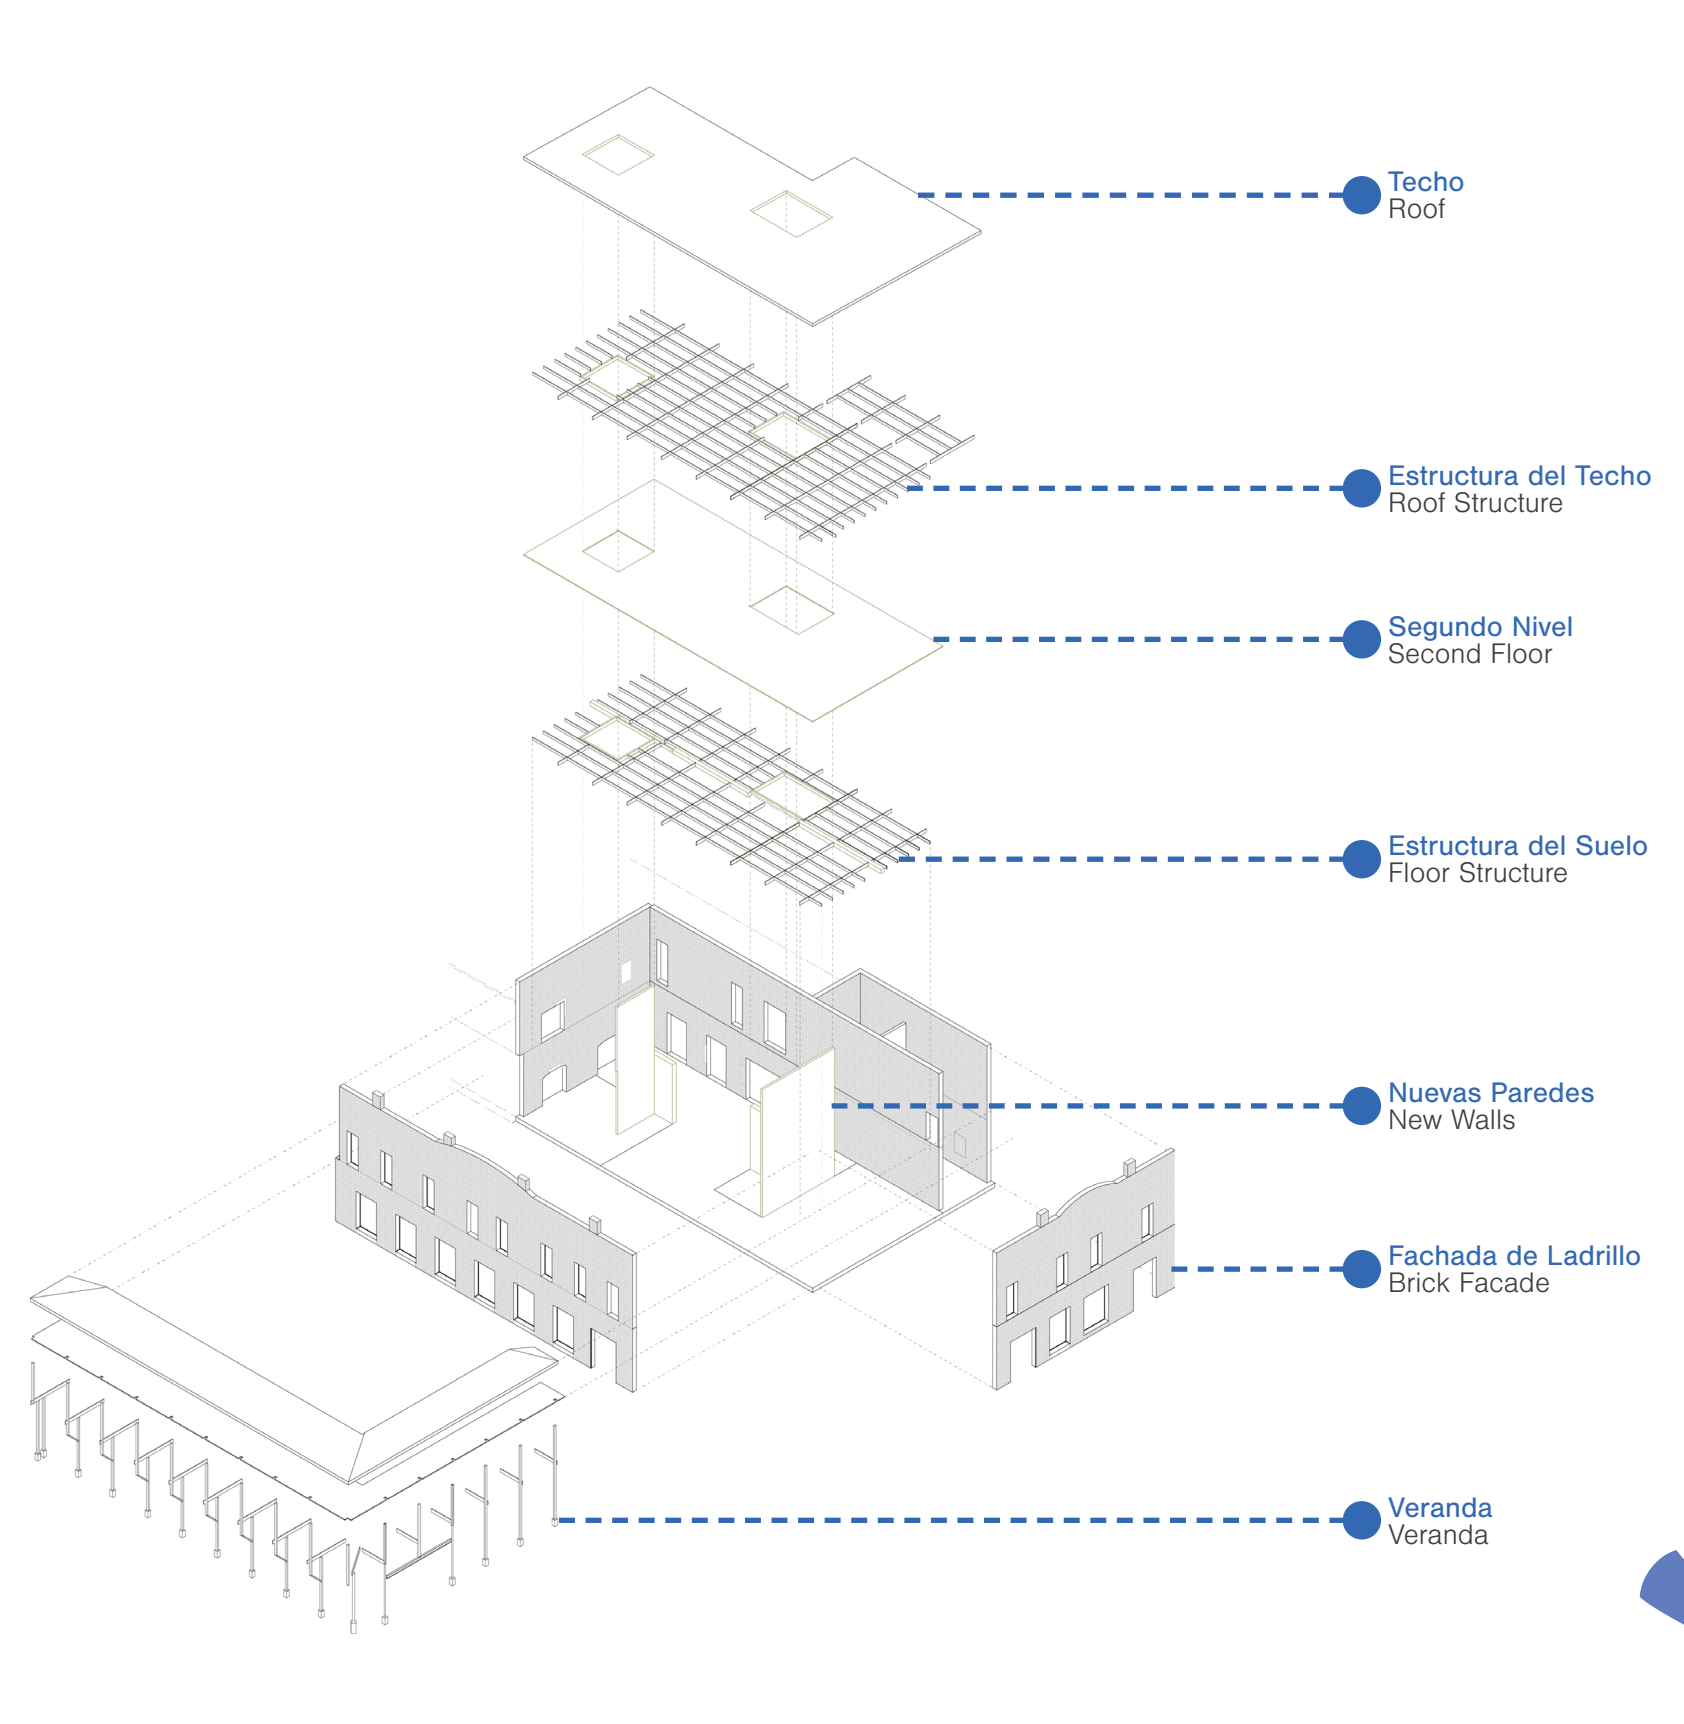 Techo
Roof
Estructura del Techo
Roof Structure
Segundo Nivel
Second Floor
Estructura del Suelo
Floor Structure
Nuevas Paredes
New Walls
Fachada de Ladrillo
Brick Facade
Veranda
Veranda